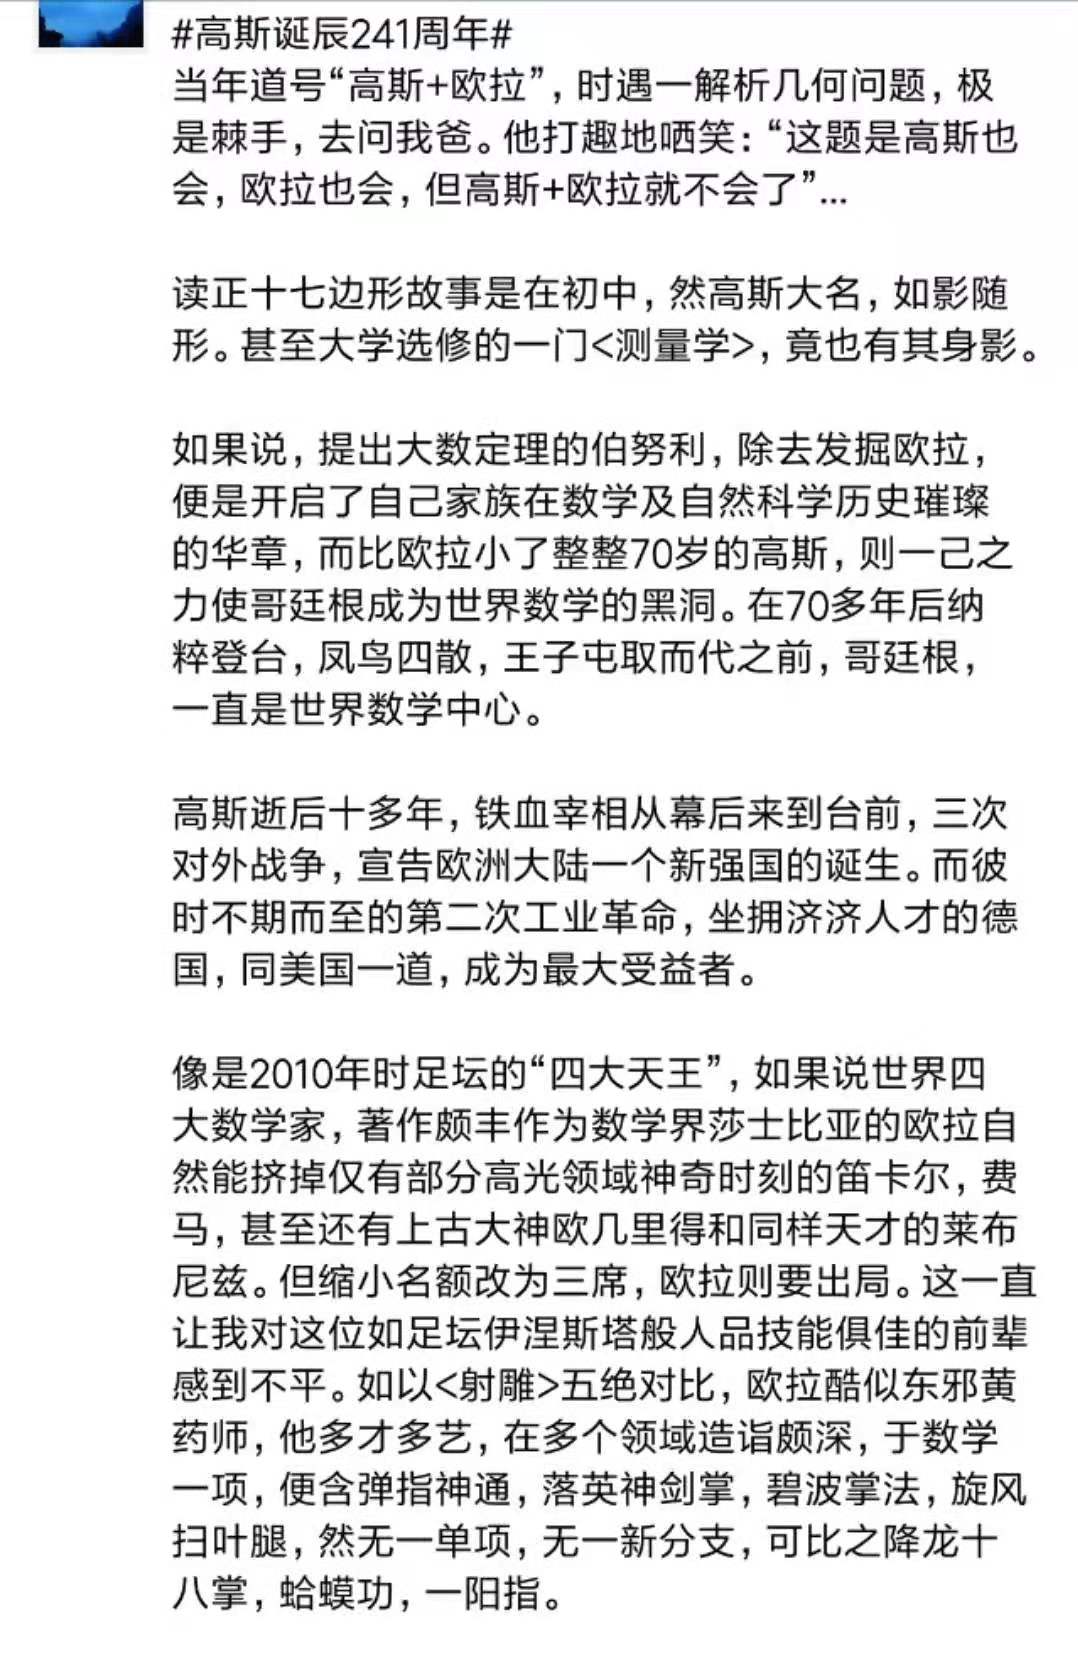 #高斯诞辰241周年#
当年道号“高斯+欧拉”，时遇一解析几何问题，极
是棘手，去问我爸。他打趣地哂笑：“这题是高斯也
会，欧拉也会，但高斯+欧拉就不会了”...
读正十七边形故事是在初中，然高斯大名，如影随
形。甚至大学选修的一门<测量学>，竟也有其身影。
如果说，提出大数定理的伯努利，除去发掘欧拉，
便是开启了自己家族在数学及自然科学历史璀璨
的华章，而比欧拉小了整整70岁的高斯，则一己之
力使哥廷根成为世界数学的黑洞。在70多年后纳
粹登台，凤鸟四散，王子屯取而代之前，哥廷根，
一直是世界数学中心。
高斯逝后十多年，铁血宰相从幕后来到台前，三次
对外战争，宣告欧洲大陆一个新强国的诞生。而彼
时不期而至的第二次工业革命，坐拥济济人才的德
国，同美国一道，成为最大受益者。
像是2010年时足坛的“四大天王”，如果说世界四
大数学家，著作颇丰作为数学界莎士比亚的欧拉自
然能挤掉仅有部分高光领域神奇时刻的笛卡尔，费
马，甚至还有上古大神欧几里得和同样天才的莱布
尼兹。但缩小名额改为三席，欧拉则要出局。这一直
让我对这位如足坛伊涅斯塔般人品技能俱佳的前辈
感到不平。如以<射雕>五绝对比，欧拉酷似东邪黄
药师，他多才多艺，在多个领域造诣颇深，于数学
一项，便含弹指神通，落英神剑掌，碧波掌法，旋风
扫叶腿，然无一单项，无一新分支，可比之降龙十
八掌，蛤蟆功，一阳指。